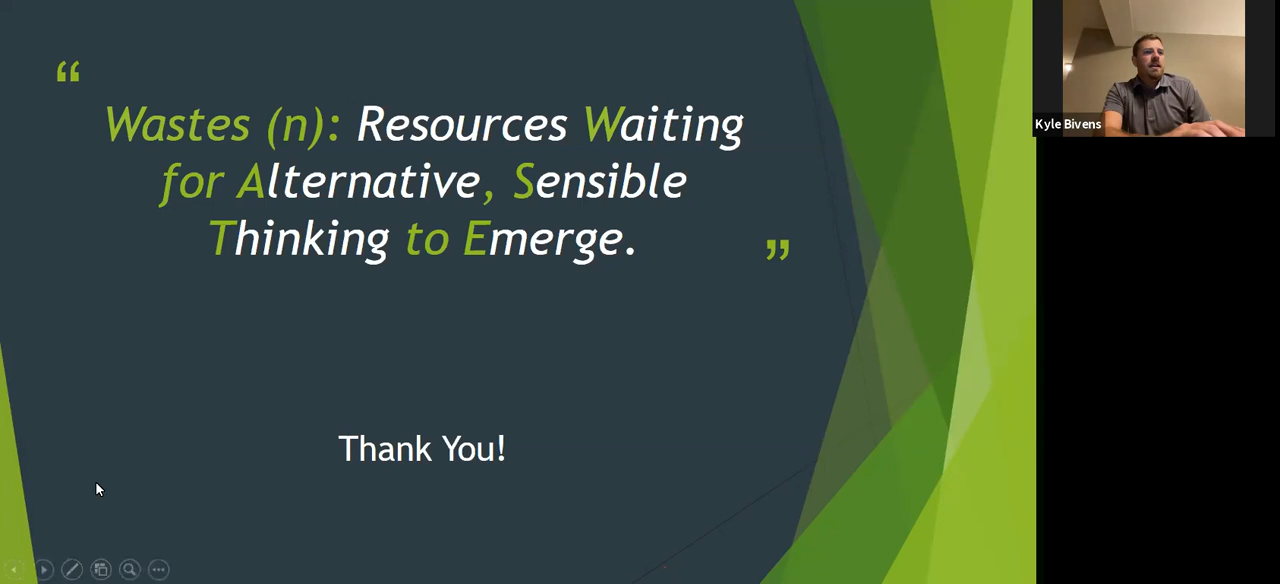 “
Wastes (n): Resources Waiting
for Alternative, Sensible
Thinking to Emerge.
”
Thank You!
Kyle Bivens